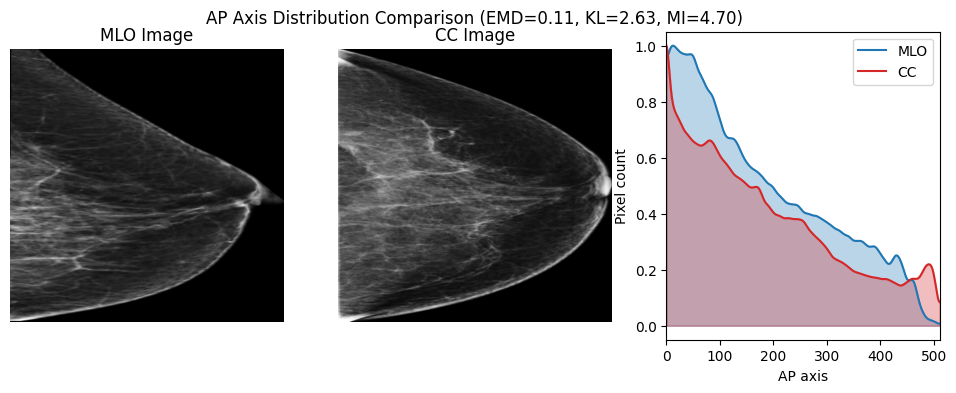 AP Axis Distribution Comparison (EMD=0.11, KL=2.63, MI=4.70)
MLO Image
CC Image
MLO
CC
Pixel count
1.0
0.8
0.6
0.4
0.2
0.0
0 100 200 300 400 500
AP axis